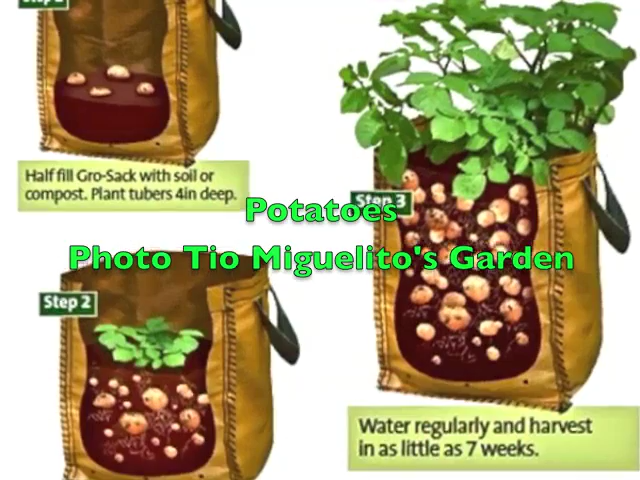 Half fill Gro-Sack with soil or
compost. Plant tubers 4in deep.
Step 3
Potatoes
Photo Tio Miguelito's Garden
Step 2
Water regularly and harvest
in as little as 7 weeks.